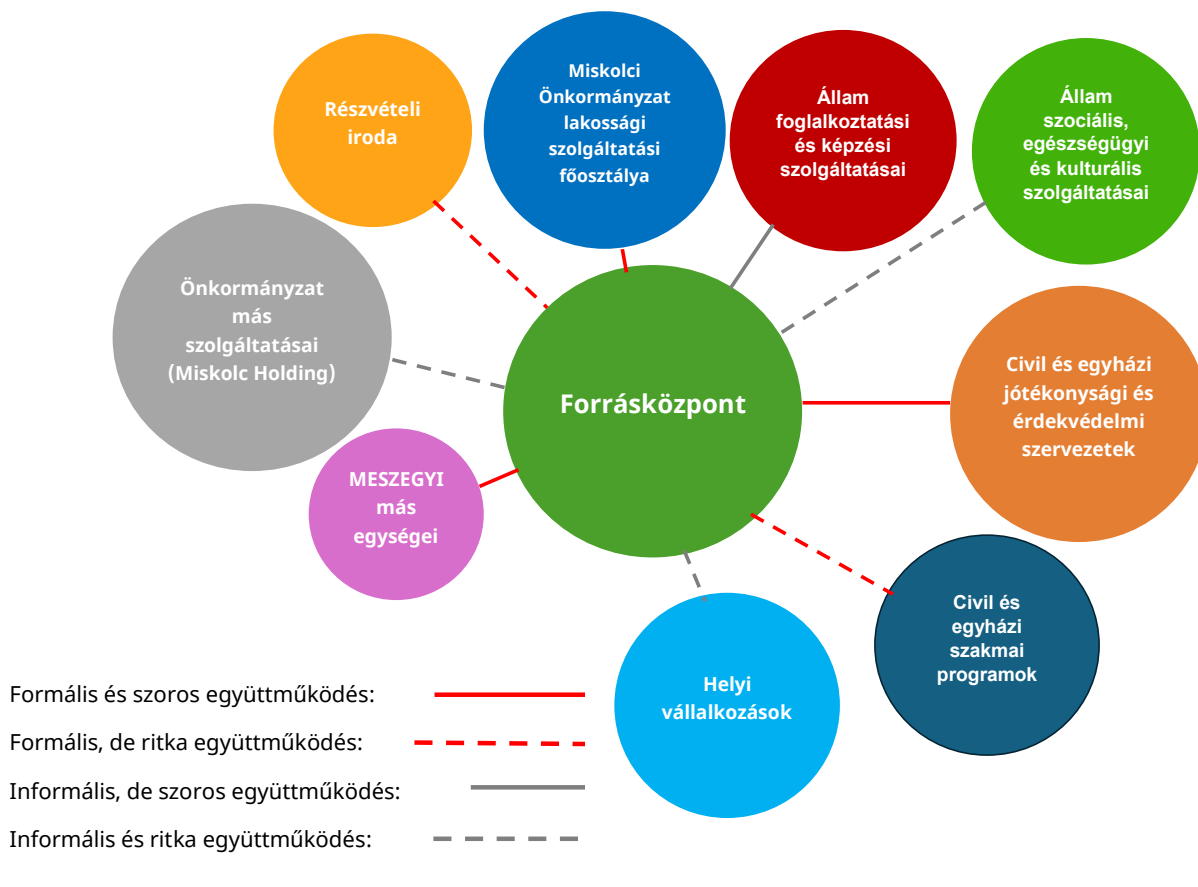 Részvételi
iroda
Miskolci
Önkormányzat
lakossági
szolgáltatási
főosztálya
Állam
foglalkoztatási
és képzési
szolgáltatásai
Állam
szociális,
egészségügyi
és kulturális
szolgáltatásai
Önkormányzat
más
szolgáltatásai
(Miskolc Holding)
Forrásközpont
Civil és egyházi
jótékonysági és
érdekvédelmi
szervezetek
MESZEGYI
más
egységei
Civil és
egyházi
szakmai
programok
Helyi
vállalkozások
Formális és szoros együttműködés:
Formális, de ritka együttműködés:
Informális, de szoros együttműködés:
Informális és ritka együttműködés: